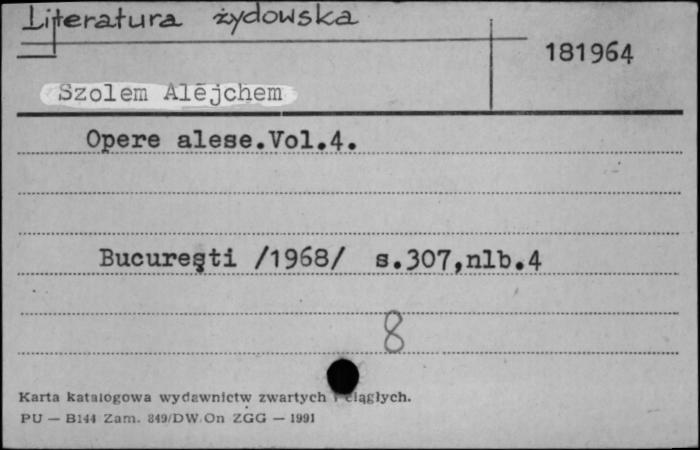 Literatura żydowska
181964
Szolem Alējchem
Opere alese.Vol.4.
Bucureşti /1968/ s.307,nlb.4
8
Karta katalogowa wydawnictw zwartych i ciągłych.
PU — B144 Zam. 849/DW/On ZGG — 1991